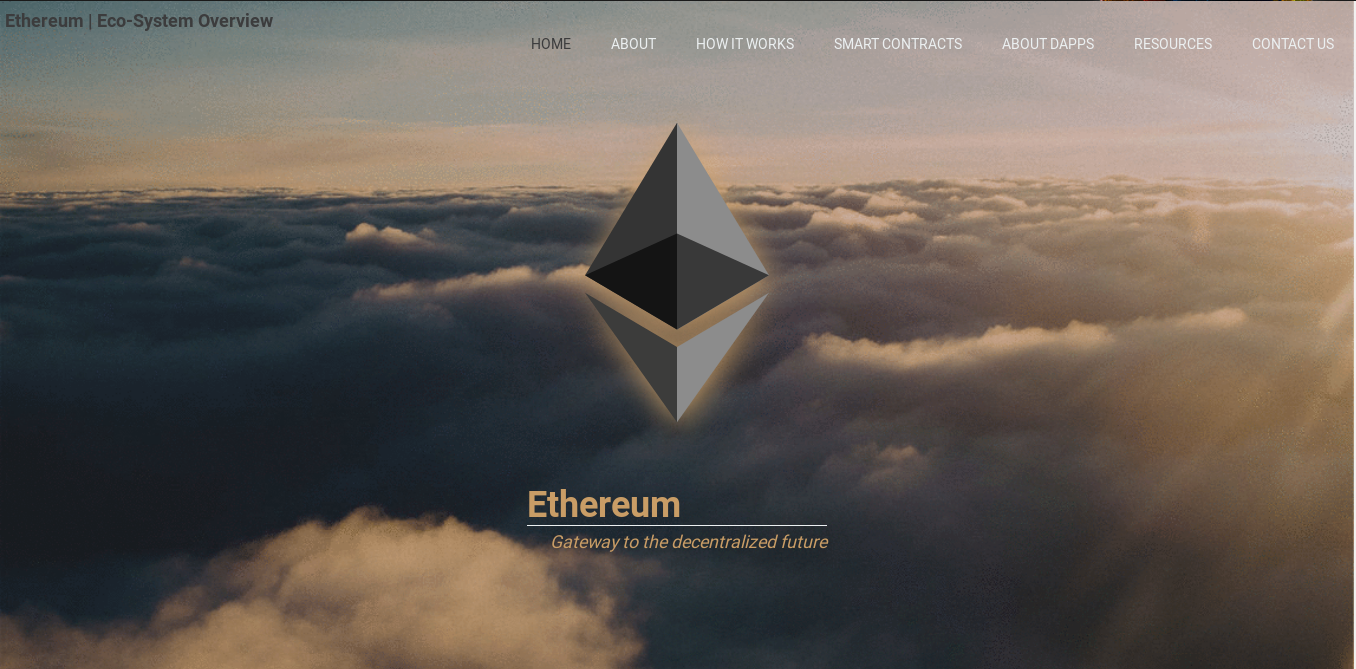 Ethereum | Eco-System Overview
HOME ABOUT HOW IT WORKS SMART CONTRACTS ABOUT DAPPS RESOURCES CONTACT US
Ethereum
Gateway to the decentralized future